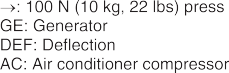 →: 100 N (10 kg, 22 lbs) press
GE: Generator
DEF: Deflection
AC: Air conditioner compressor